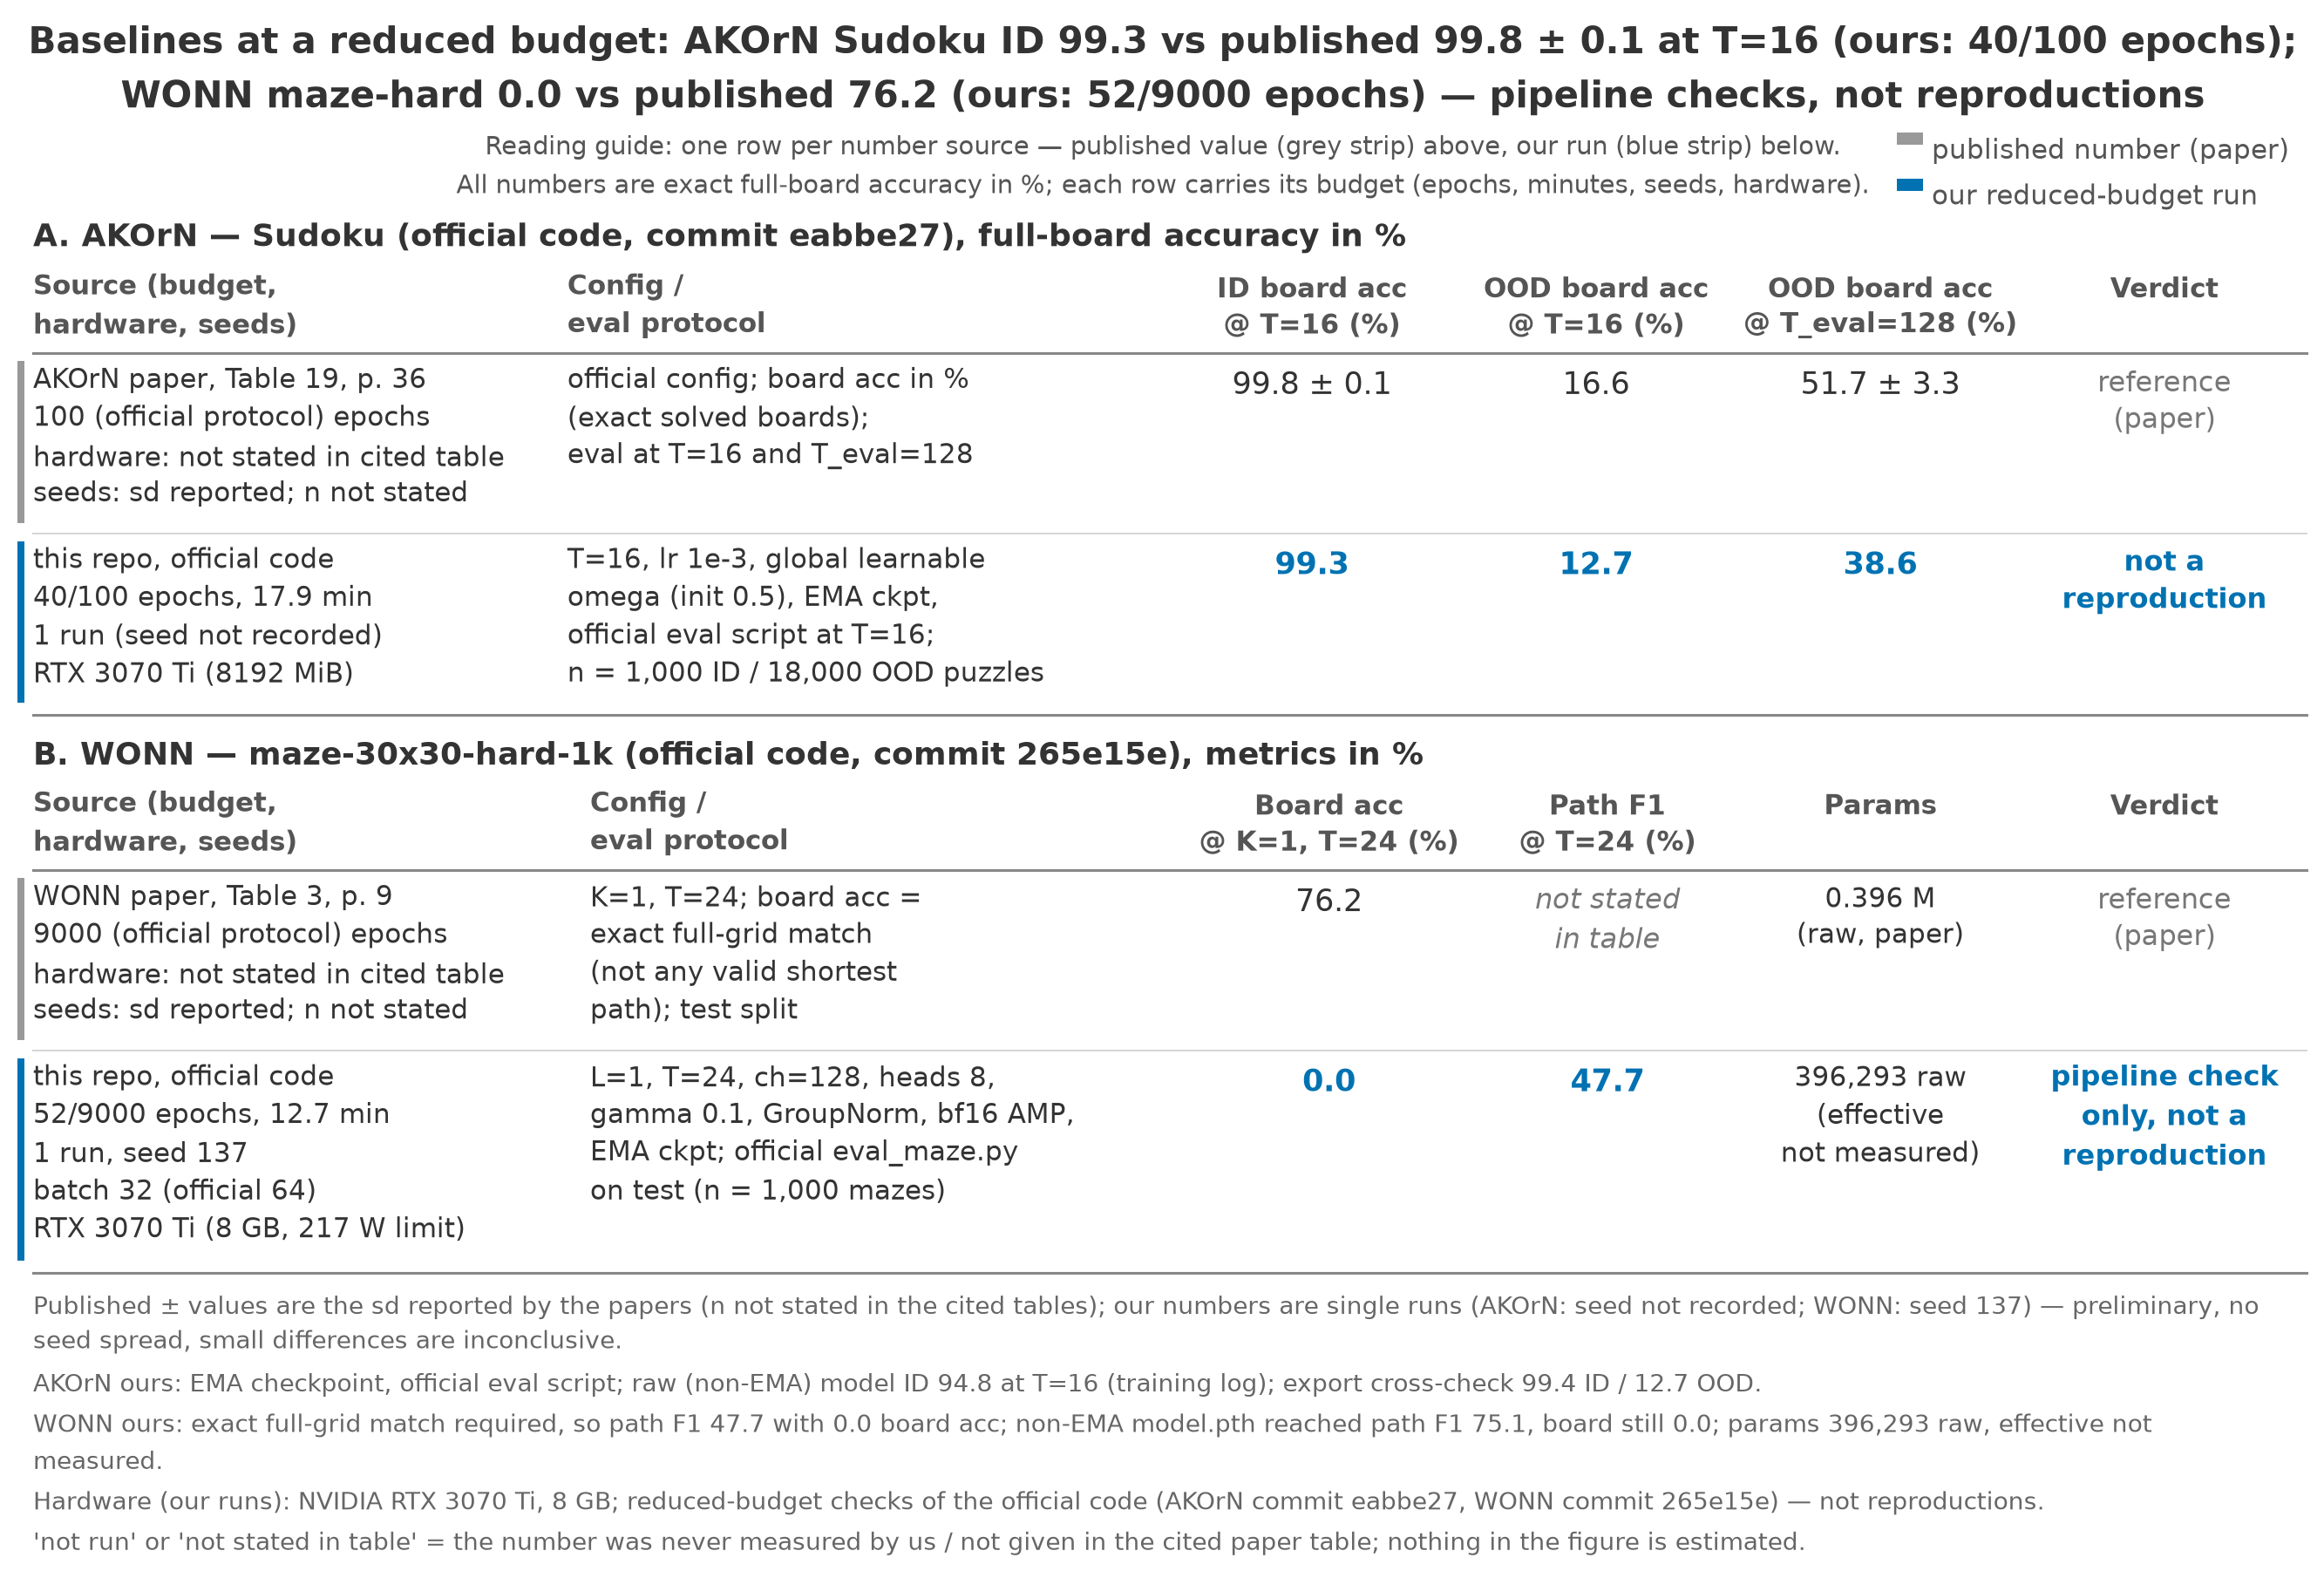 Baselines at a reduced budget: AKOrN Sudoku ID 99.3 vs published 99.8 ± 0.1 at T=16 (ours: 40/100 epochs);
WONN maze-hard 0.0 vs published 76.2 (ours: 52/9000 epochs) — pipeline checks, not reproductions
Reading guide: one row per number source — published value (grey strip) above, our run (blue strip) below.
All numbers are exact full-board accuracy in %; each row carries its budget (epochs, minutes, seeds, hardware).
published number (paper)
our reduced-budget run
A. AKOrN — Sudoku (official code, commit eabbe27), full-board accuracy in %
Source (budget,
hardware, seeds)
Config /
eval protocol
ID board acc
@ T=16 (%)
OOD board acc
@ T=16 (%)
OOD board acc
@ T_eval=128 (%)
Verdict
AKOrN paper, Table 19, p. 36
100 (official protocol) epochs
hardware: not stated in cited table
seeds: sd reported; n not stated
official config; board acc in %
(exact solved boards);
eval at T=16 and T_eval=128
99.8 ± 0.1
16.6
51.7 ± 3.3
reference
(paper)
this repo, official code
40/100 epochs, 17.9 min
1 run (seed not recorded)
RTX 3070 Ti (8192 MiB)
T=16, lr 1e-3, global learnable
omega (init 0.5), EMA ckpt,
official eval script at T=16;
n = 1,000 ID / 18,000 OOD puzzles
99.3
12.7
38.6
not a
reproduction
B. WONN — maze-30x30-hard-1k (official code, commit 265e15e), metrics in %
Source (budget,
hardware, seeds)
Config /
eval protocol
Board acc
@ K=1, T=24 (%)
Path F1
@ T=24 (%)
Params
Verdict
WONN paper, Table 3, p. 9
9000 (official protocol) epochs
hardware: not stated in cited table
seeds: sd reported; n not stated
K=1, T=24; board acc =
exact full-grid match
(not any valid shortest
path); test split
76.2
not stated
in table
0.396 M
(raw, paper)
reference
(paper)
this repo, official code
52/9000 epochs, 12.7 min
1 run, seed 137
batch 32 (official 64)
RTX 3070 Ti (8 GB, 217 W limit)
L=1, T=24, ch=128, heads 8,
gamma 0.1, GroupNorm, bf16 AMP,
EMA ckpt; official eval_maze.py
on test (n = 1,000 mazes)
0.0
47.7
396,293 raw
(effective
not measured)
pipeline check
only, not a
reproduction
Published ± values are the sd reported by the papers (n not stated in the cited tables); our numbers are single runs (AKOrN: seed not recorded; WONN: seed 137) — preliminary, no
seed spread, small differences are inconclusive.
AKOrN ours: EMA checkpoint, official eval script; raw (non-EMA) model ID 94.8 at T=16 (training log); export cross-check 99.4 ID / 12.7 OOD.
WONN ours: exact full-grid match required, so path F1 47.7 with 0.0 board acc; non-EMA model.pth reached path F1 75.1, board still 0.0; params 396,293 raw, effective not
measured.
Hardware (our runs): NVIDIA RTX 3070 Ti, 8 GB; reduced-budget checks of the official code (AKOrN commit eabbe27, WONN commit 265e15e) — not reproductions.
'not run' or 'not stated in table' = the number was never measured by us / not given in the cited paper table; nothing in the figure is estimated.